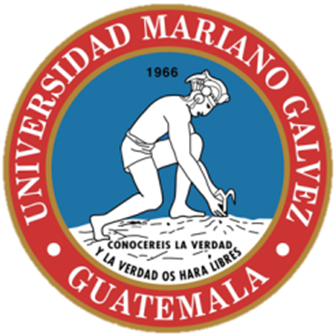 UNIVERSIDAD MARIANO GALVEZ
1966
CONOCEREIS LA VERDAD
Y LA VERDAD OS HARA LIBRES
GUATEMALA